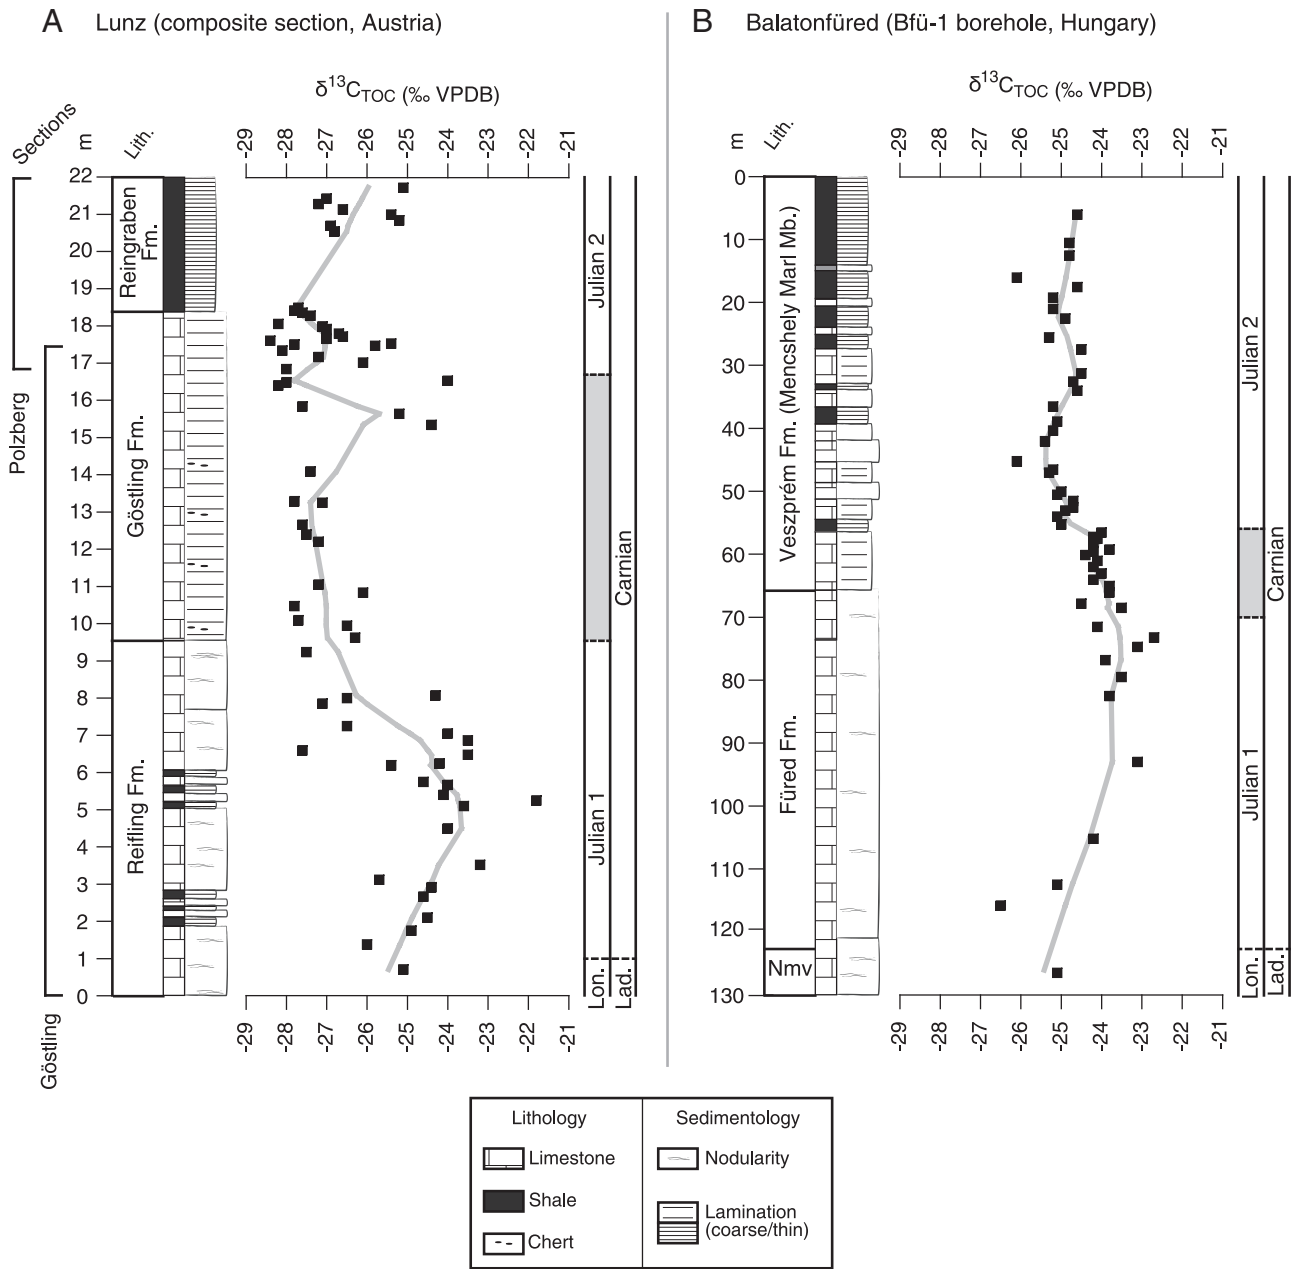 A Lunz (composite section, Austria)
δ13CTOC (‰ VPDB)
Sections
m
Lith.
-29 -28 -27 -26 -25 -24 -23 -22 -21
22
21
20
19
18
17
16
15
14
13
12
11
10
9
8
7
6
5
4
3
2
1
0
Polzberg
Göstling
Reingraben Fm.
Göstling Fm.
Reifling Fm.
Julian 2
Julian 1
Lon.
Carnian
Lad.
-29 -28 -27 -26 -25 -24 -23 -22 -21
B Balatonfüred (Bfü-1 borehole, Hungary)
δ13CTOC (‰ VPDB)
m
Lith.
-29 -28 -27 -26 -25 -24 -23 -22 -21
0
10
20
30
40
50
60
70
80
90
100
110
120
130
Veszprém Fm. (Mencshely Marl Mb.)
Füred Fm.
Nmv
Julian 2
Julian 1
Lon.
Carnian
Lad.
-29 -28 -27 -26 -25 -24 -23 -22 -21
Lithology
Limestone
Shale
Chert
Sedimentology
Nodularity
Lamination
(coarse/thin)